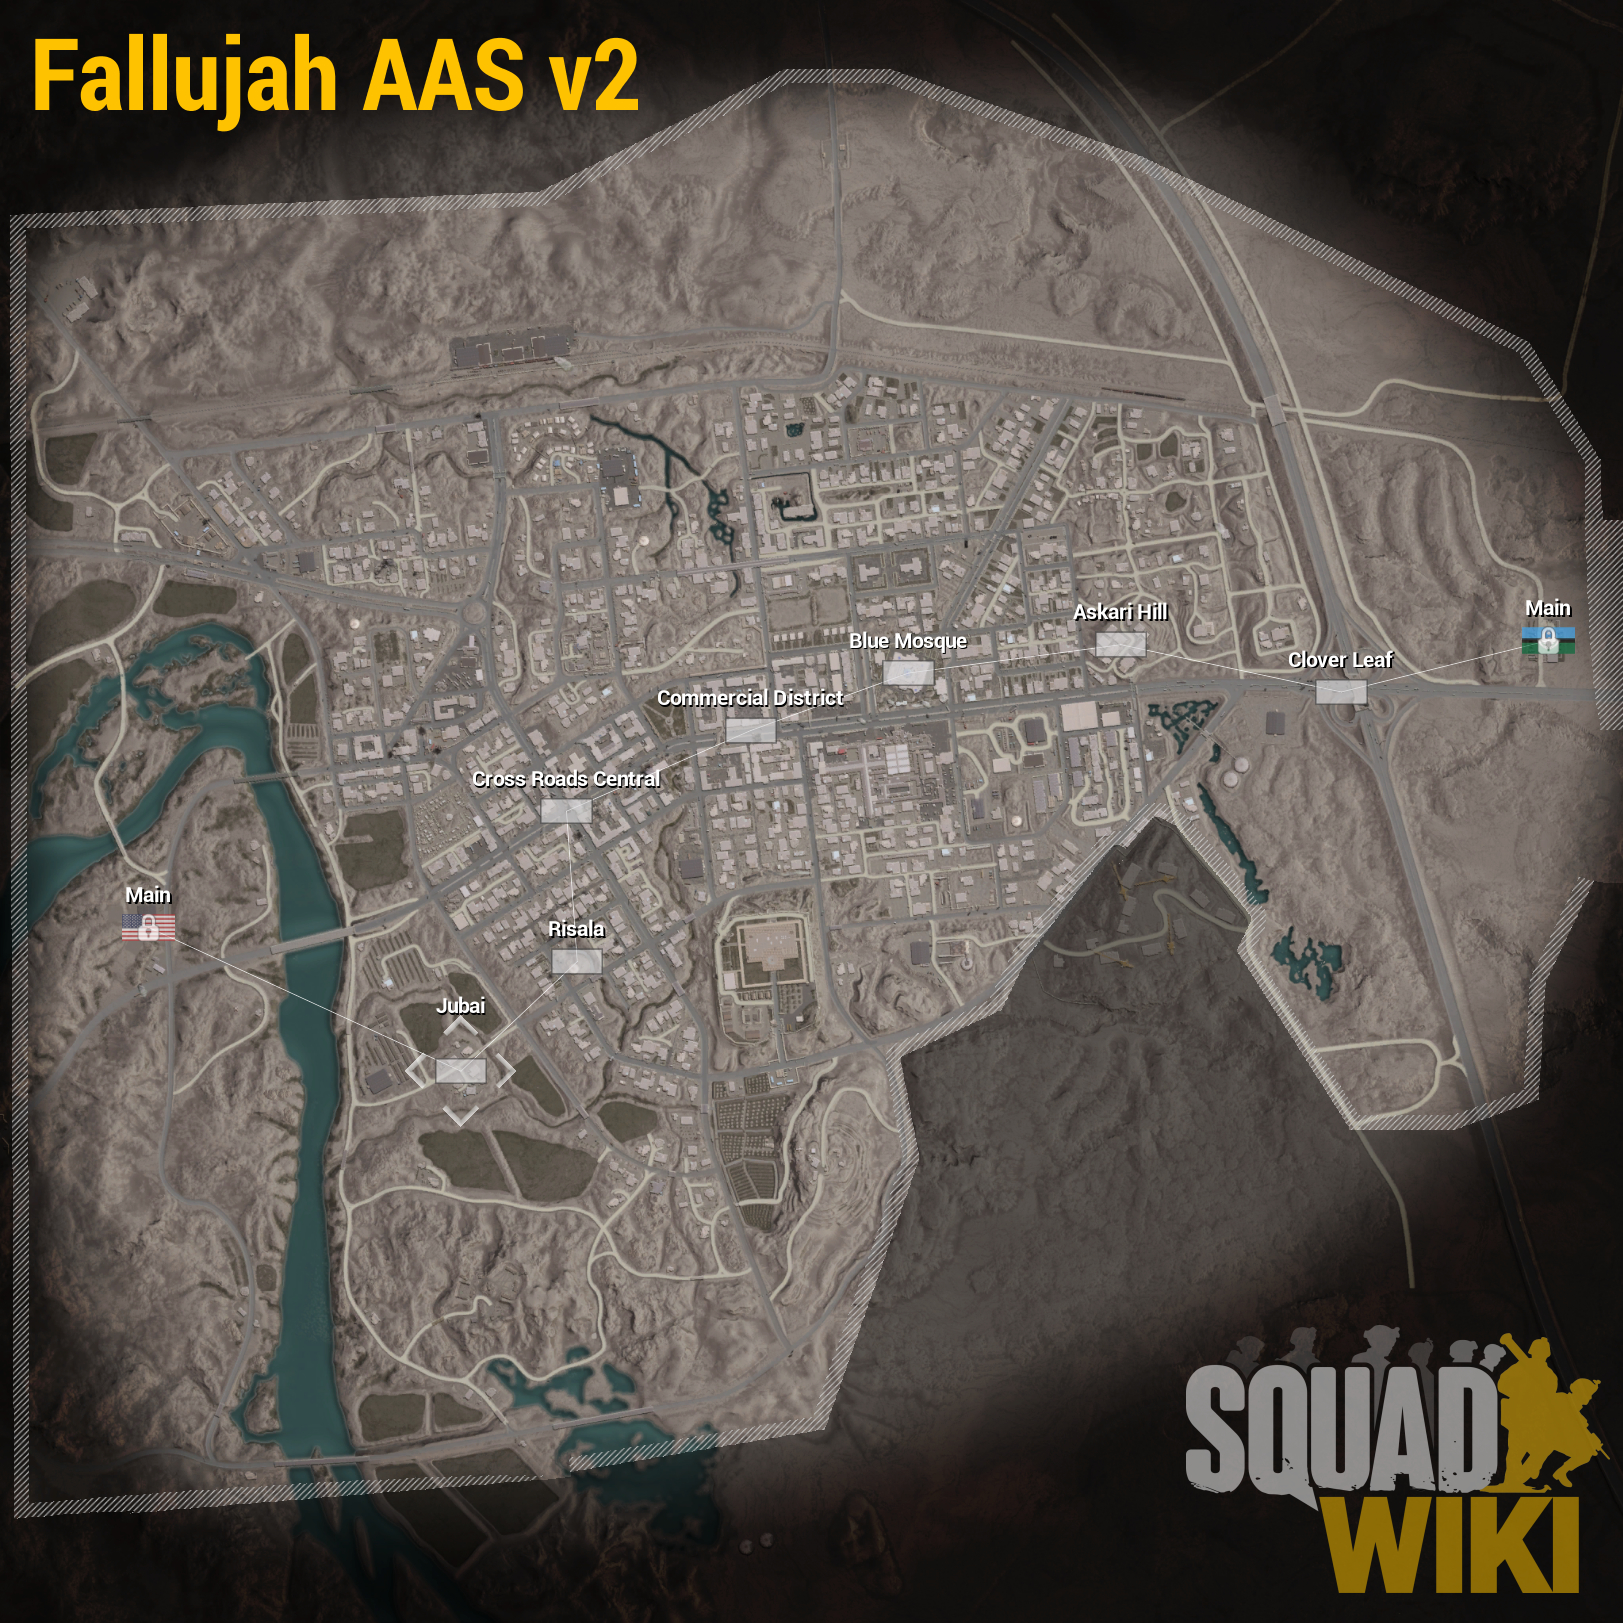 Fallujah AAS v2
Main
Askari Hill
Blue Mosque
Clover Leaf
Commercial District
Cross Roads Central
Main
Risala
Jubai
SQUAD
WIKI